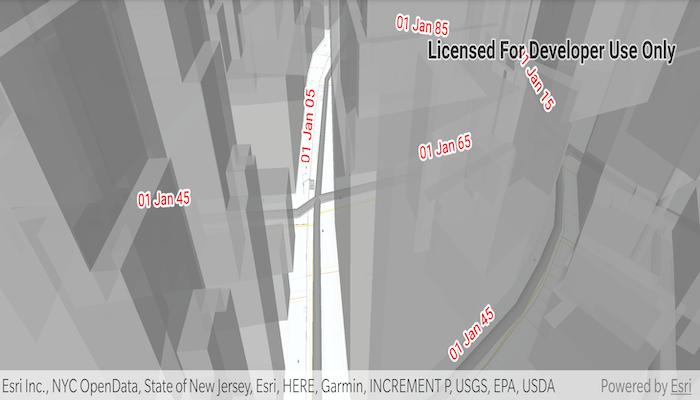 01 Jan 85
Licensed For Developer Use Only
01 Jan 15
01 Jan 05
01 Jan 65
01 Jan 45
01 Jan 45
Esri Inc., NYC OpenData, State of New Jersey, Esri, HERE, Garmin, INCREMENT P, USGS, EPA, USDA
Powered by Esri